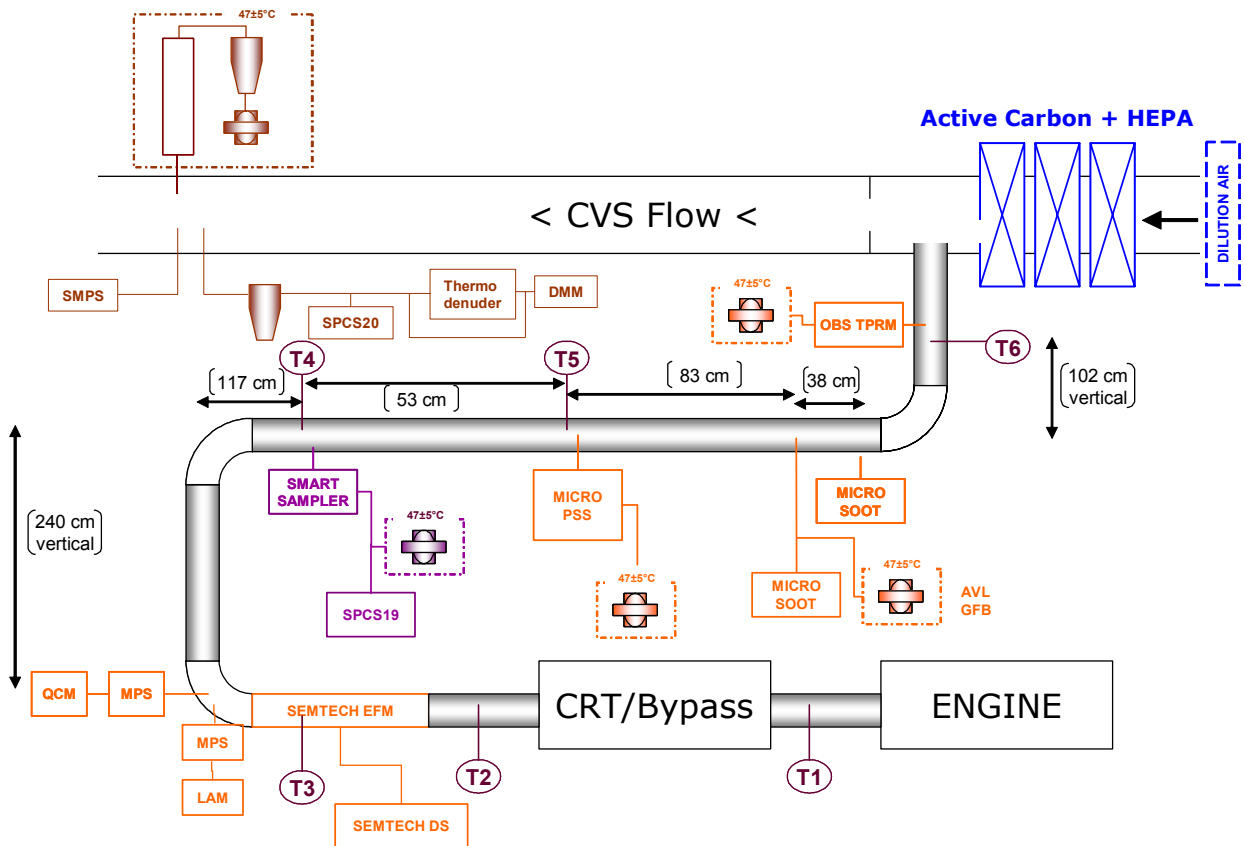 47±5°C
Active Carbon + HEPA
< CVS Flow <
DILUTION AIR
SMPS
SPCS20
Thermo
denuder
DMM
47±5°C
OBS TPRM
T4
T5
T6
117 cm
53 cm
83 cm
38 cm
102 cm
vertical
SMART
SAMPLER
MICRO
PSS
MICRO
SOOT
240 cm
vertical
47±5°C
SPCS19
47±5°C
MICRO
SOOT
47±5°C
AVL
GFB
QCM
MPS
SEMTECH EFM
CRT/Bypass
ENGINE
MPS
LAM
T3
T2
T1
SEMTECH DS